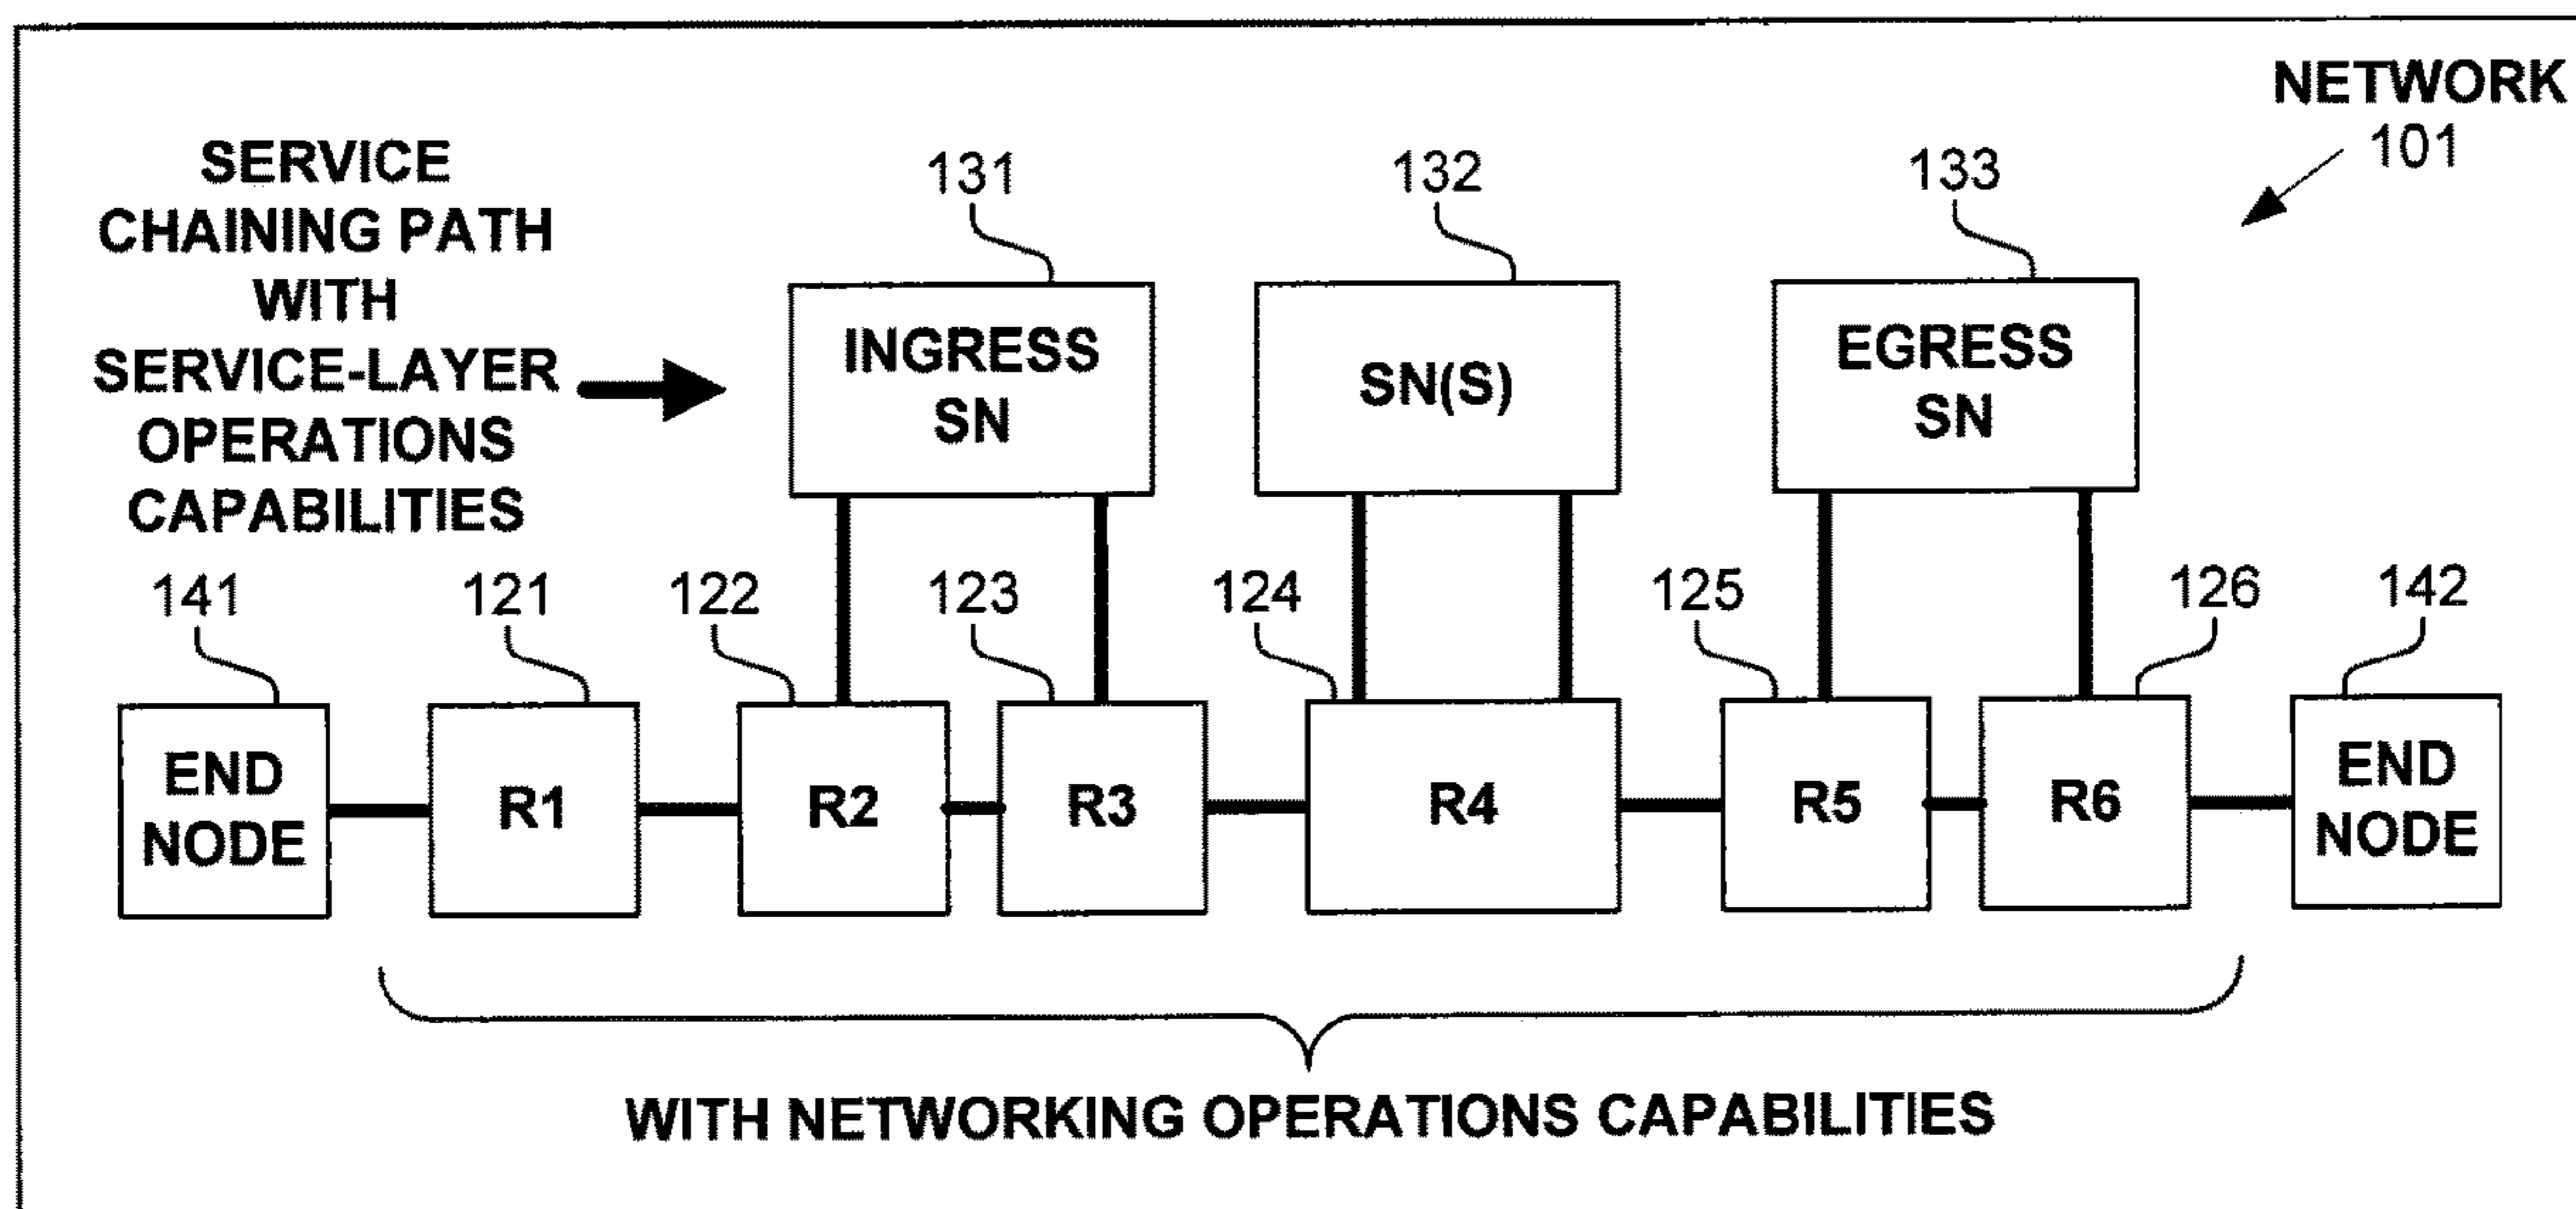 NETWORK
101
SERVICE
CHAINING PATH
WITH
SERVICE-LAYER
OPERATIONS
CAPABILITIES
131
132
133
INGRESS
SN
SN(S)
EGRESS
SN
141
121
122
123
124
125
126
142
END
NODE
R1
R2
R3
R4
R5
R6
END
NODE
WITH NETWORKING OPERATIONS CAPABILITIES